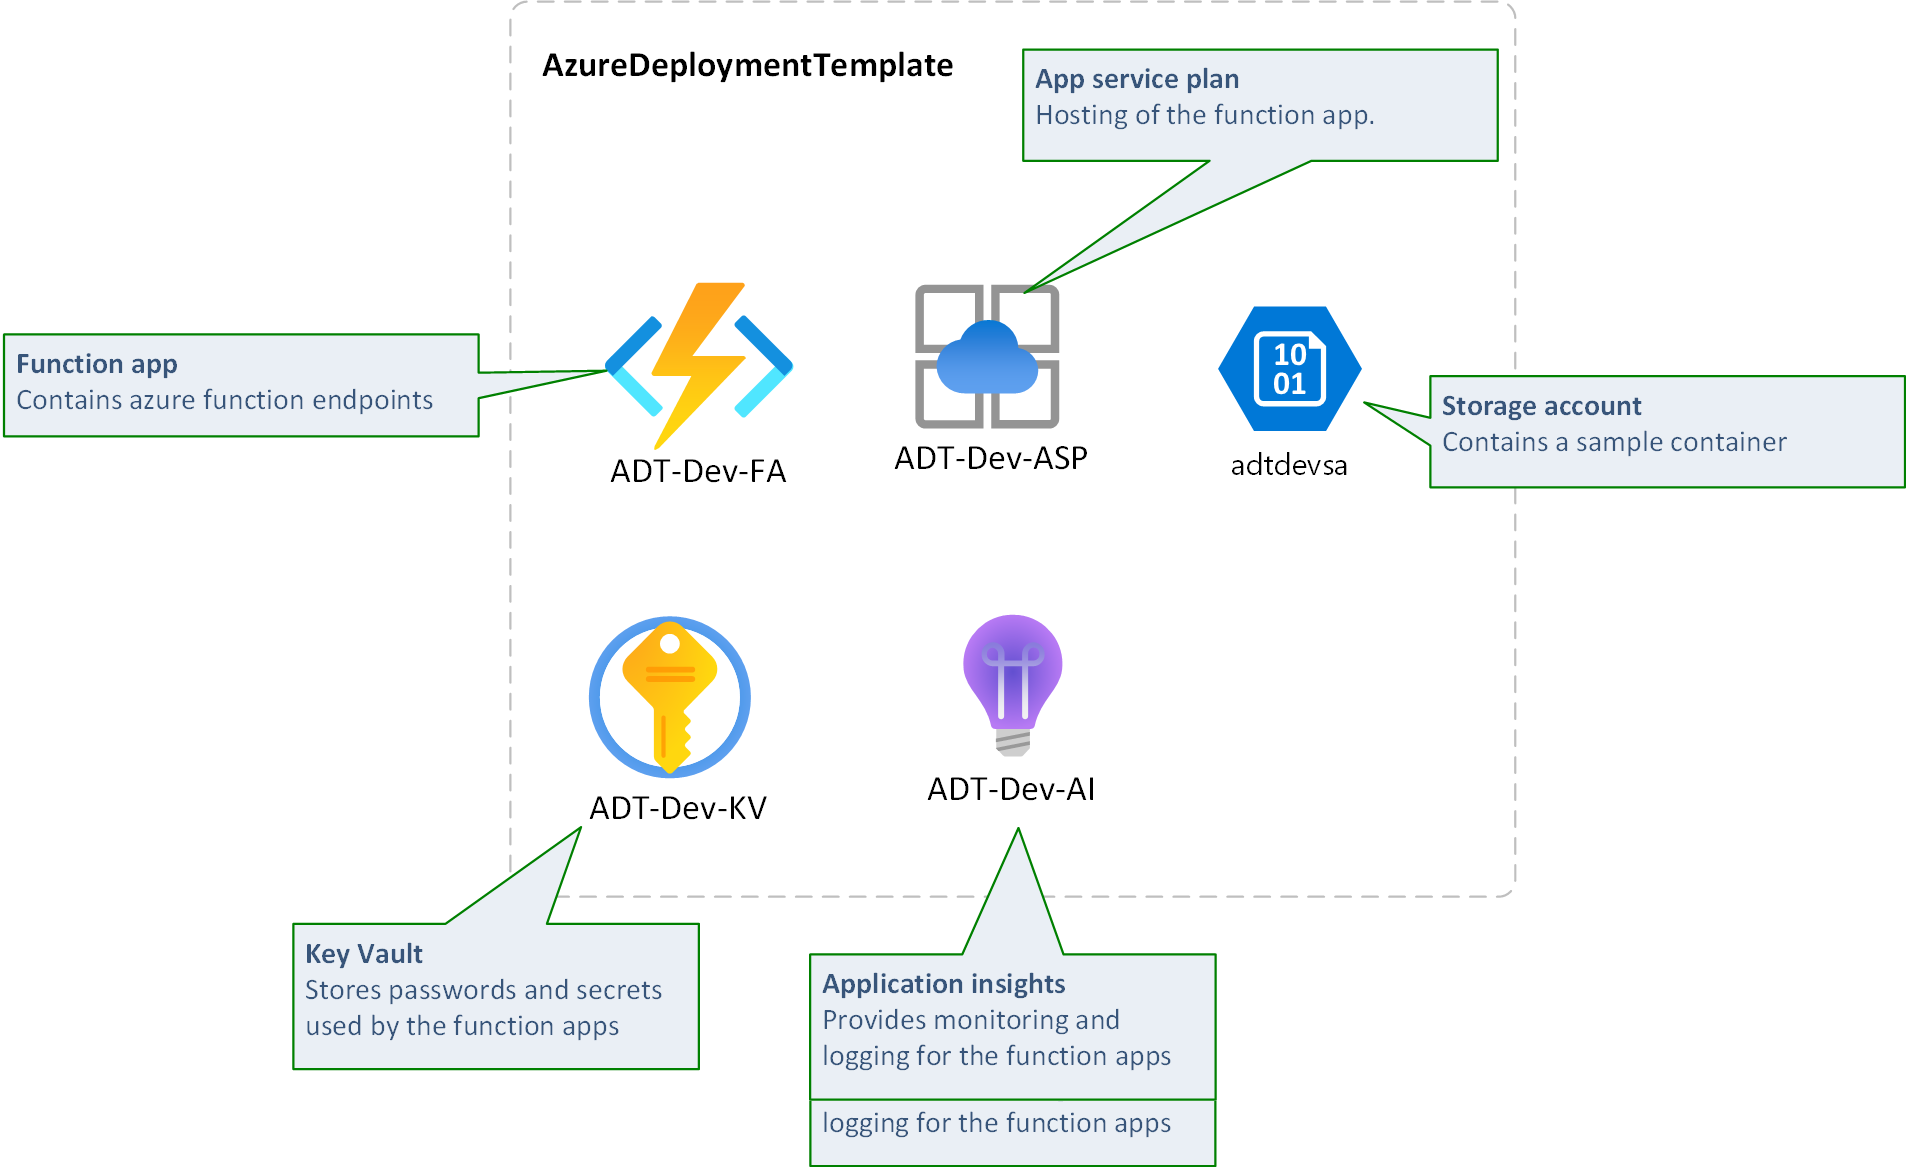 AzureDeploymentTemplate
App service plan
Hosting of the function app.
Function app
Contains azure function endpoints
10
01
Storage account
Contains a sample container
ADT-Dev-FA
ADT-Dev-ASP
adtdevsa
ADT-Dev-KV
ADT-Dev-AI
Key Vault
Stores passwords and secrets
used by the function apps
Application insights
Provides monitoring and
logging for the function apps
logging for the function apps